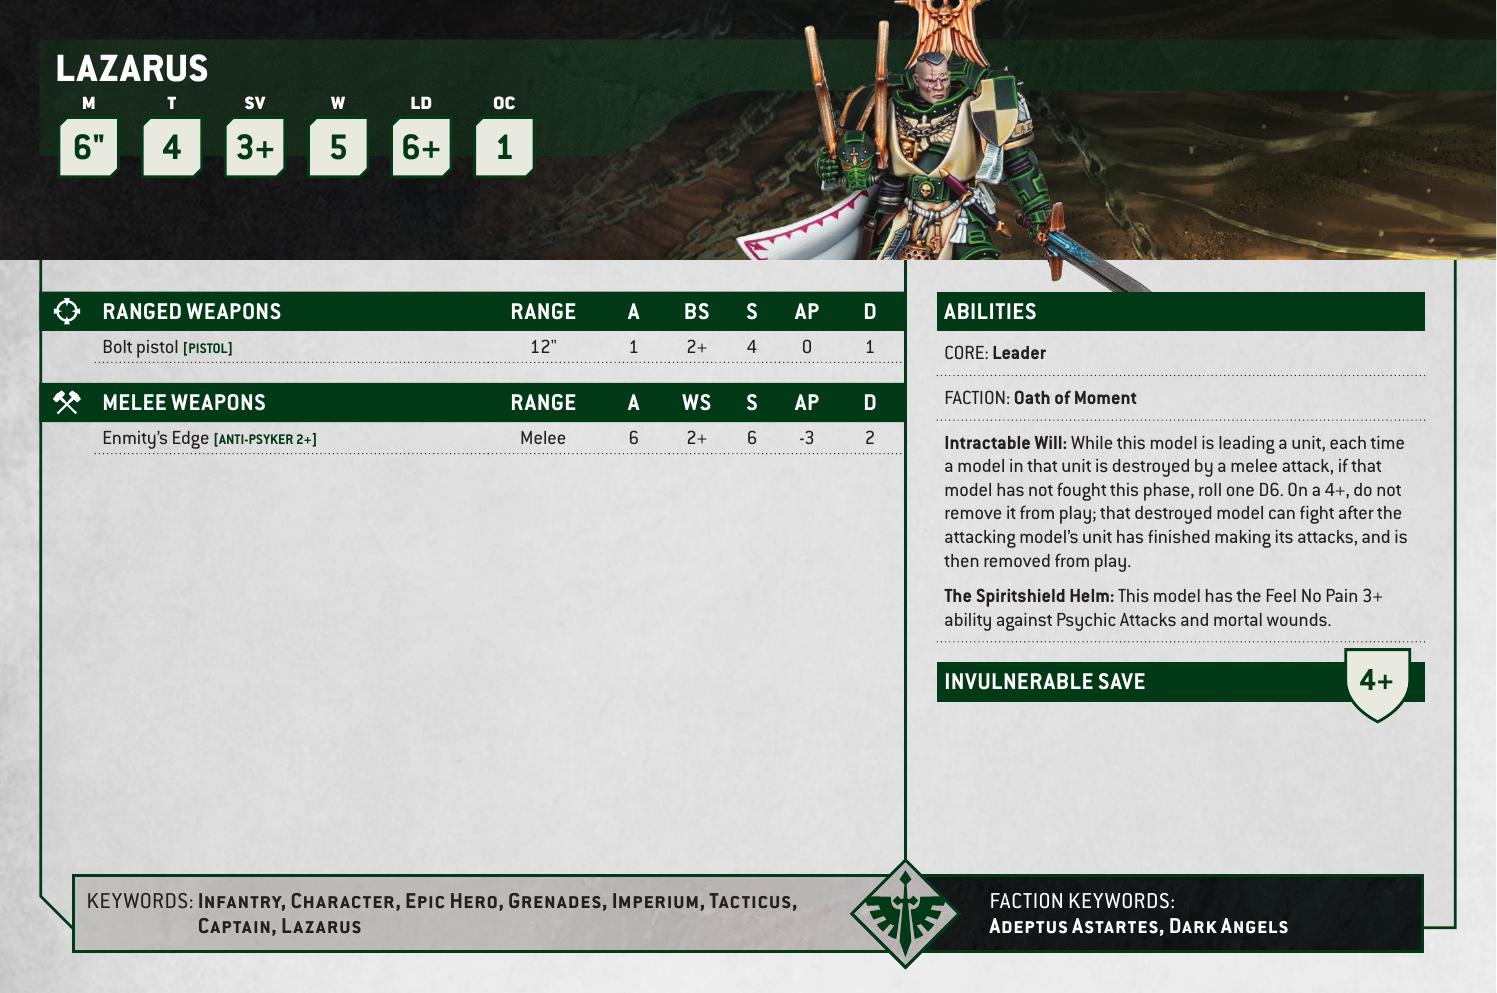 LAZARUS
M T SV W LD OC
6" 4 3+ 5 6+ 1
RANGED WEAPONS RANGE A BS S AP D
Bolt pistol [PISTOL] 12" 1 2+ 4 0 1
MELEE WEAPONS RANGE A WS S AP D
Enmity's Edge [ANTI-PSYKER 2+] Melee 6 2+ 6 -3 2
ABILITIES
CORE: Leader
FACTION: Oath of Moment
Intractable Will: While this model is leading a unit, each time
a model in that unit is destroyed by a melee attack, if that
model has not fought this phase, roll one D6. On a 4+, do not
remove it from play; that destroyed model can fight after the
attacking model's unit has finished making its attacks, and is
then removed from play.
The Spiritshield Helm: This model has the Feel No Pain 3+
ability against Psychic Attacks and mortal wounds.
INVULNERABLE SAVE 4+
KEYWORDS: INFANTRY, CHARACTER, EPIC HERO, GRENADES, IMPERIUM, TACTICUS,
CAPTAIN, LAZARUS
FACTION KEYWORDS:
ADEPTUS ASTARTES, DARK ANGELS